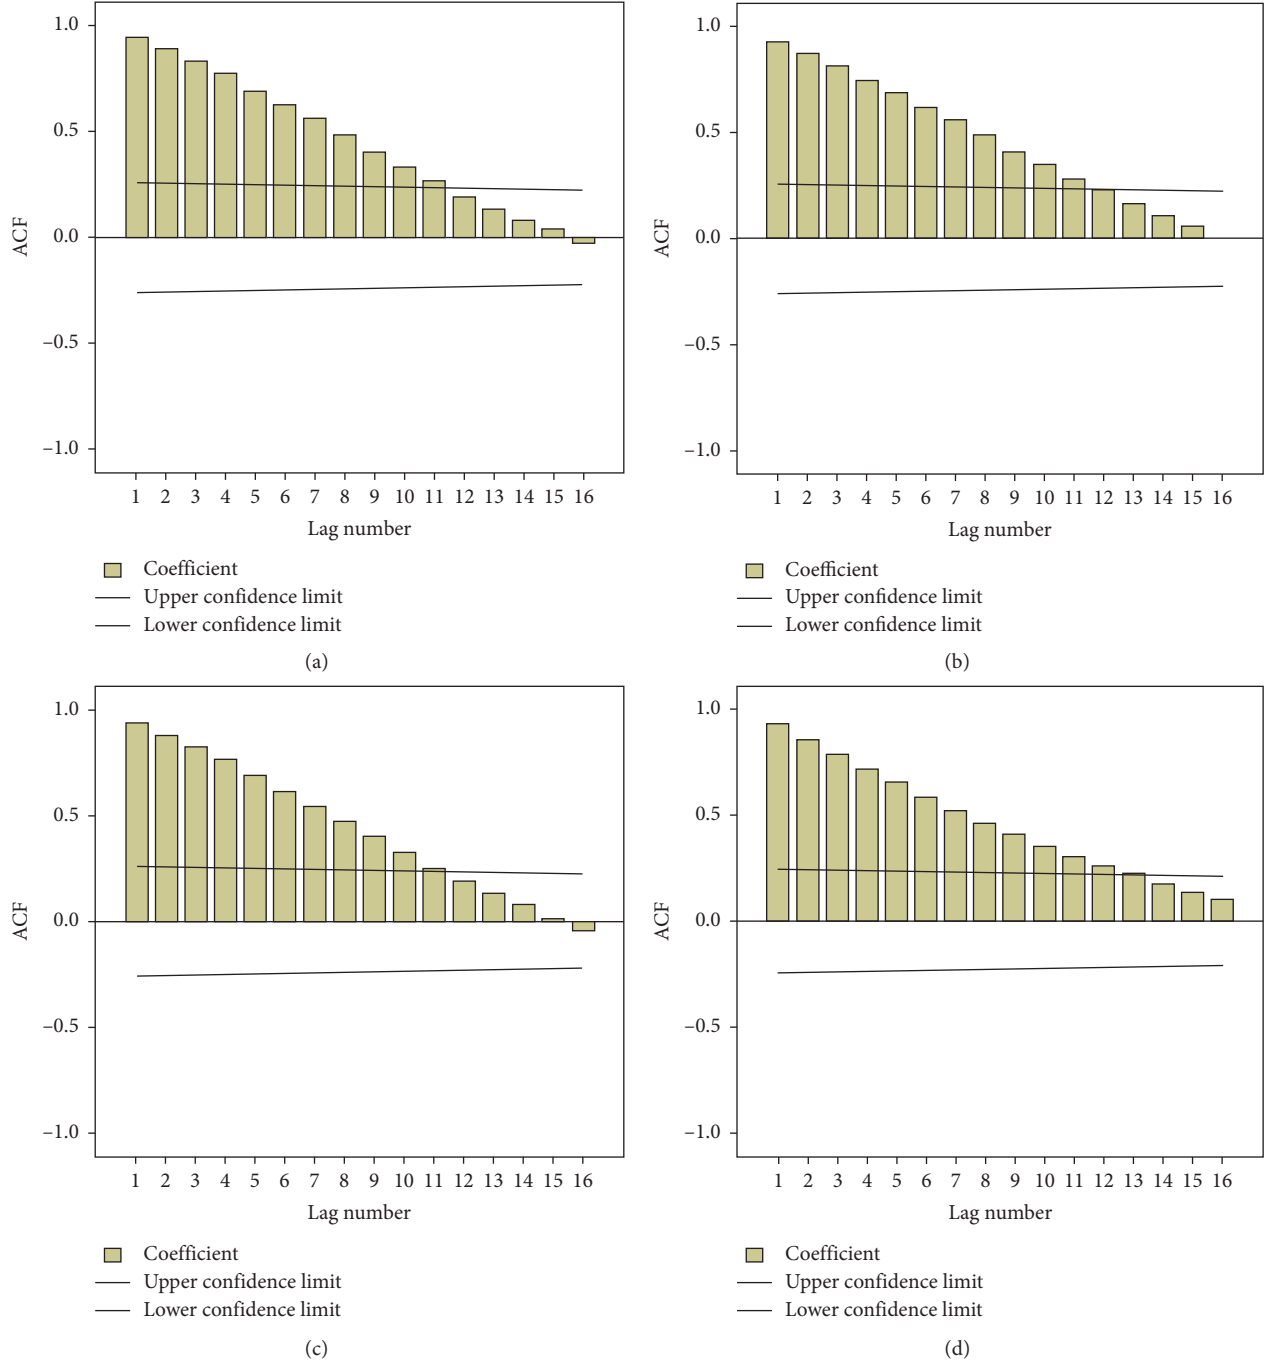 1.0
0.5
0.0
–0.5
–1.0
ACF
1 2 3 4 5 6 7 8 9 10 11 12 13 14 15 16
Lag number
Coefficient
Upper confidence limit
Lower confidence limit
(a)
1.0
0.5
0.0
–0.5
–1.0
ACF
1 2 3 4 5 6 7 8 9 10 11 12 13 14 15 16
Lag number
Coefficient
Upper confidence limit
Lower confidence limit
(b)
1.0
0.5
0.0
–0.5
–1.0
ACF
1 2 3 4 5 6 7 8 9 10 11 12 13 14 15 16
Lag number
Coefficient
Upper confidence limit
Lower confidence limit
(c)
1.0
0.5
0.0
–0.5
–1.0
ACF
1 2 3 4 5 6 7 8 9 10 11 12 13 14 15 16
Lag number
Coefficient
Upper confidence limit
Lower confidence limit
(d)